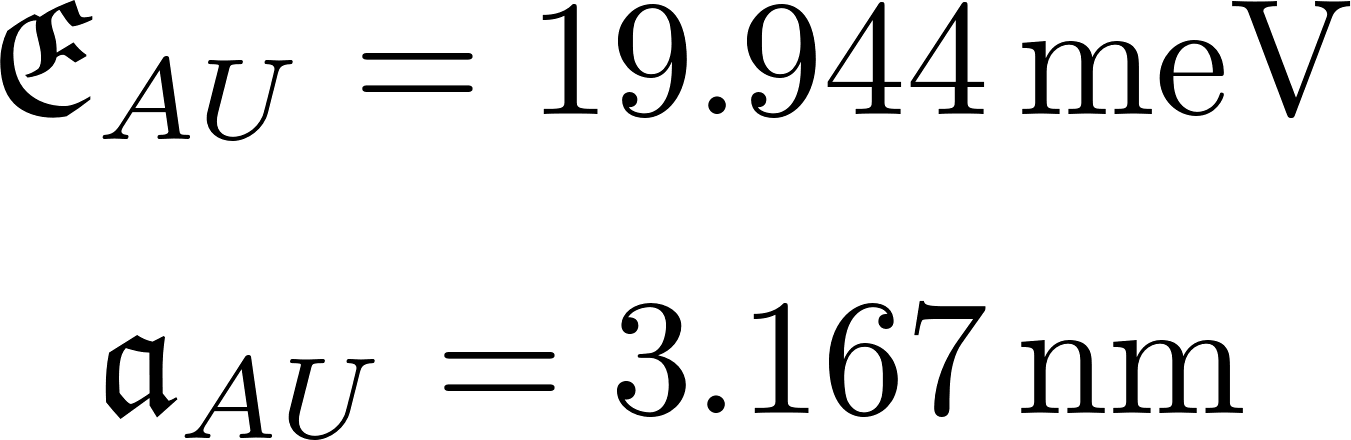 𝔈_{AU} = 19.944 meV
𝔞_{AU} = 3.167 nm